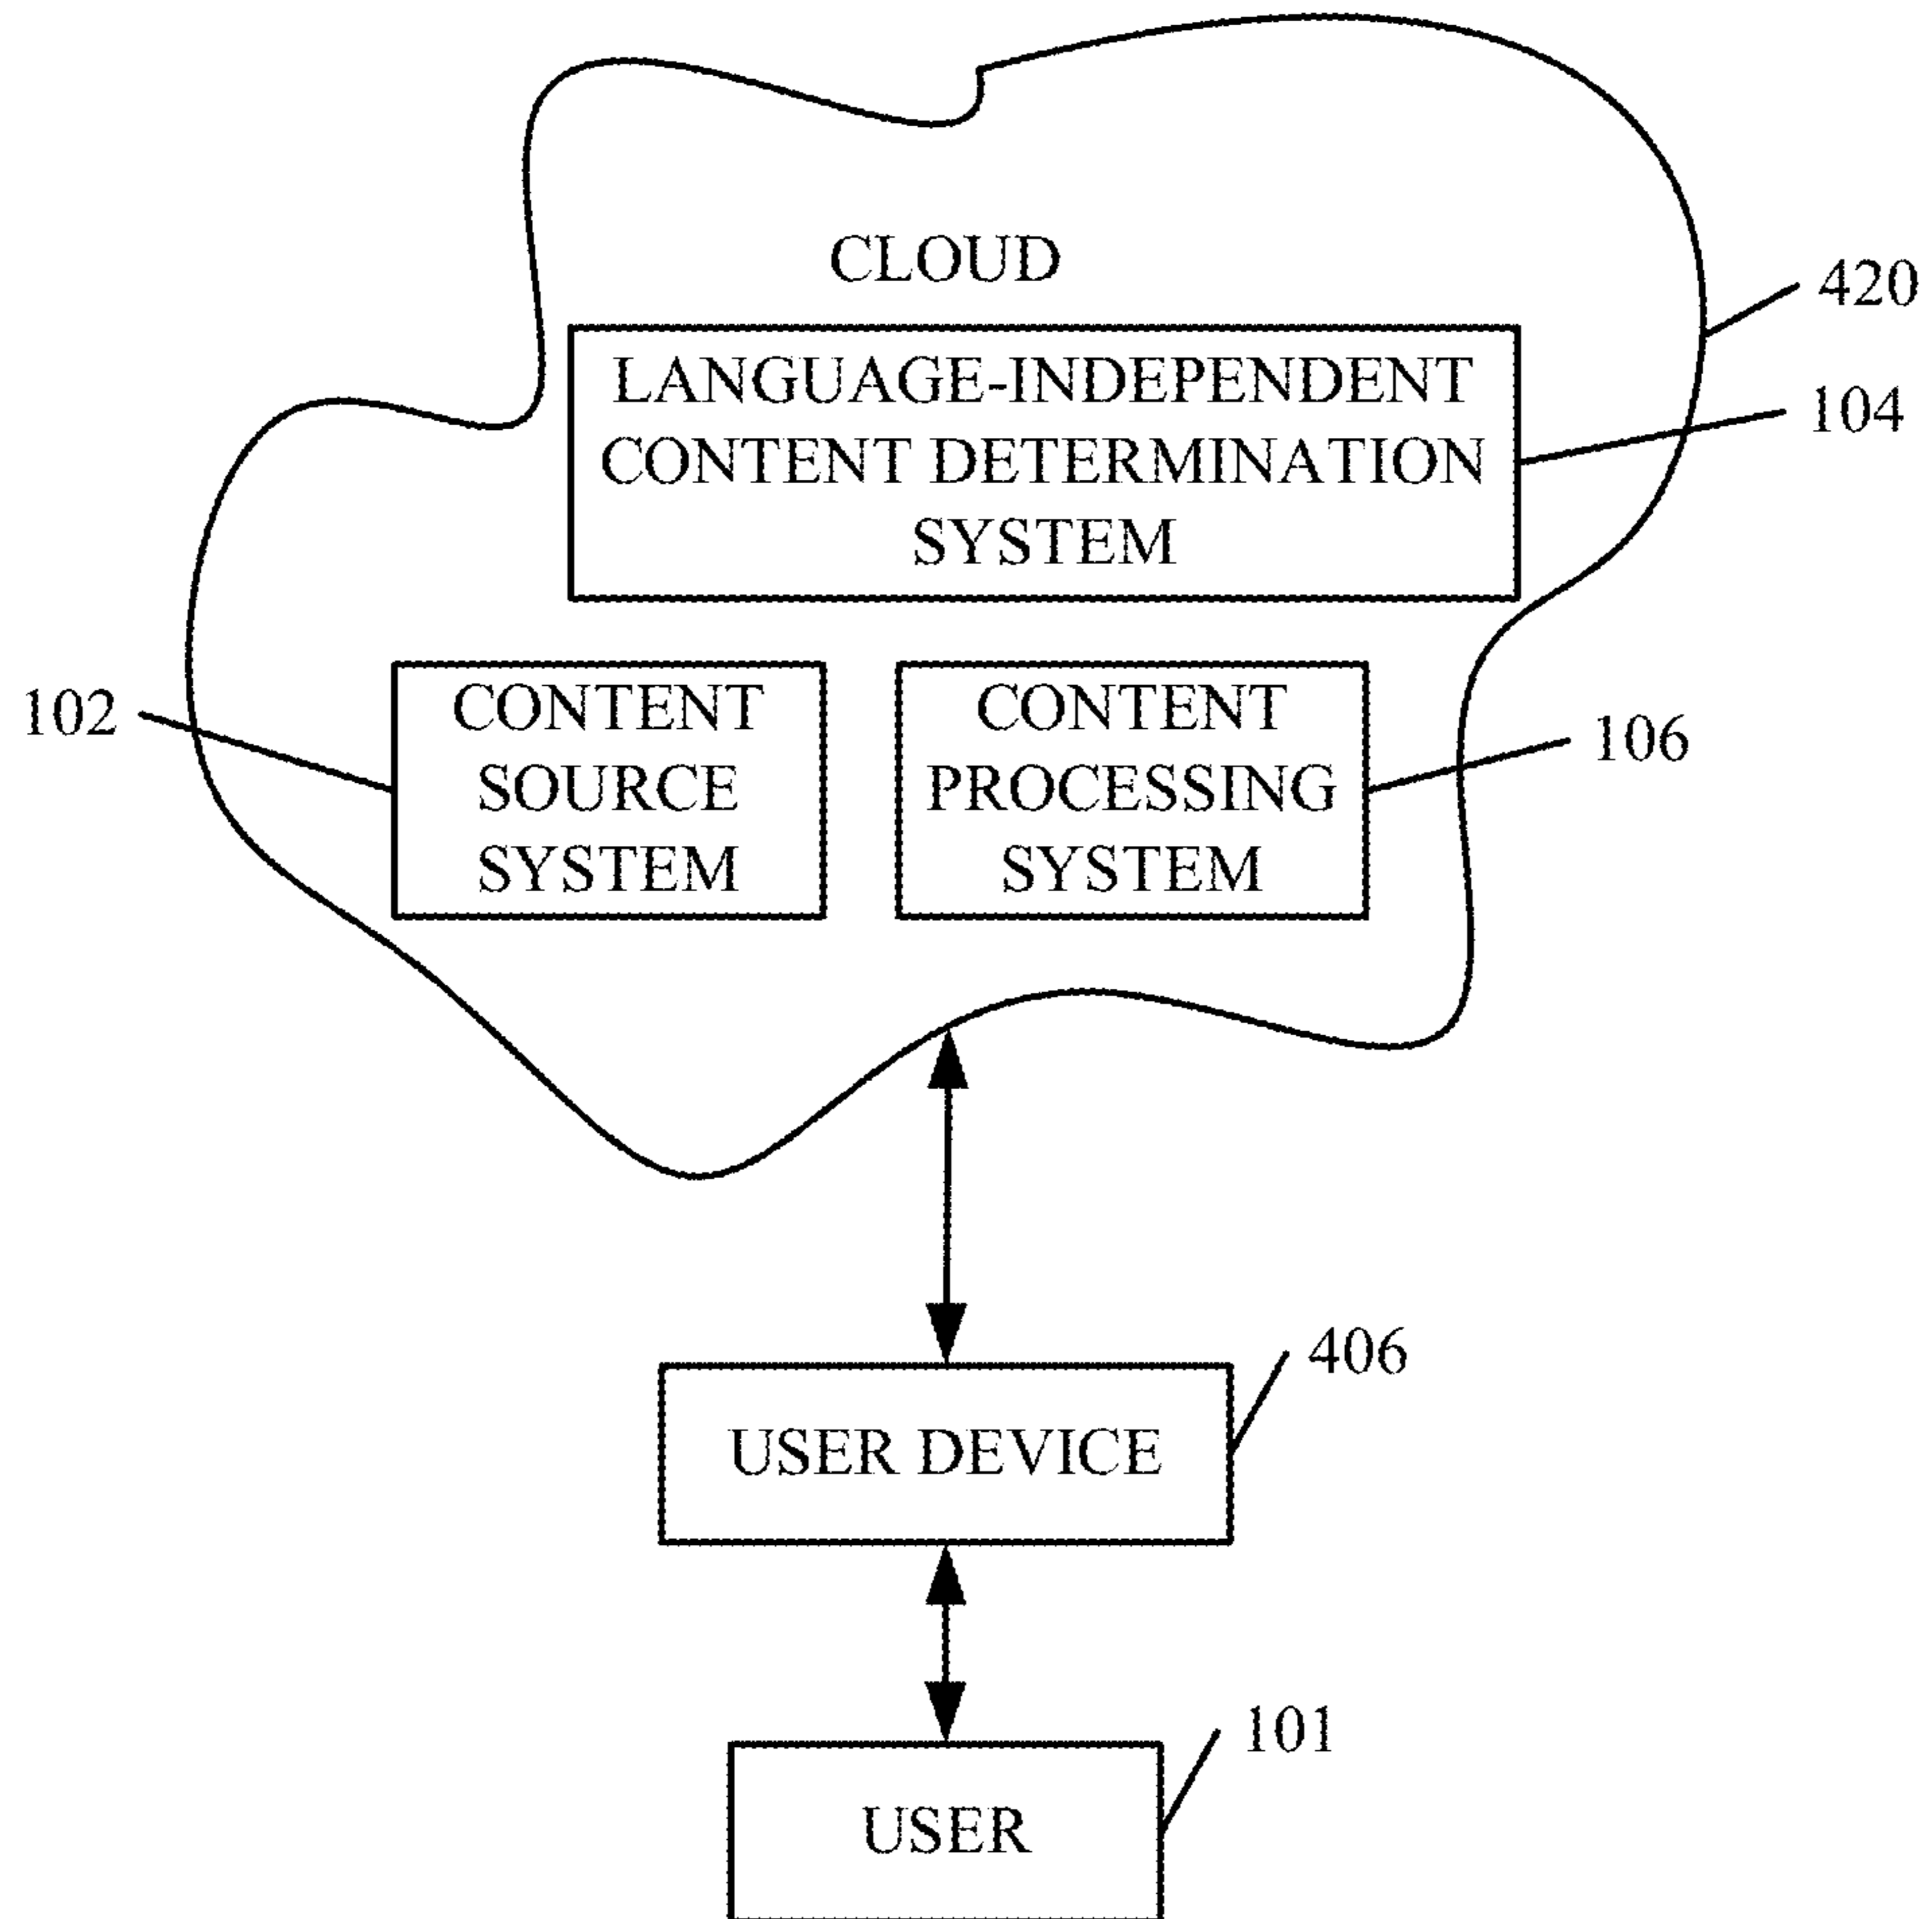 CLOUD
420
LANGUAGE-INDEPENDENT
CONTENT DETERMINATION
SYSTEM
104
102
CONTENT
SOURCE
SYSTEM
CONTENT
PROCESSING
SYSTEM
106
USER DEVICE
406
USER
101